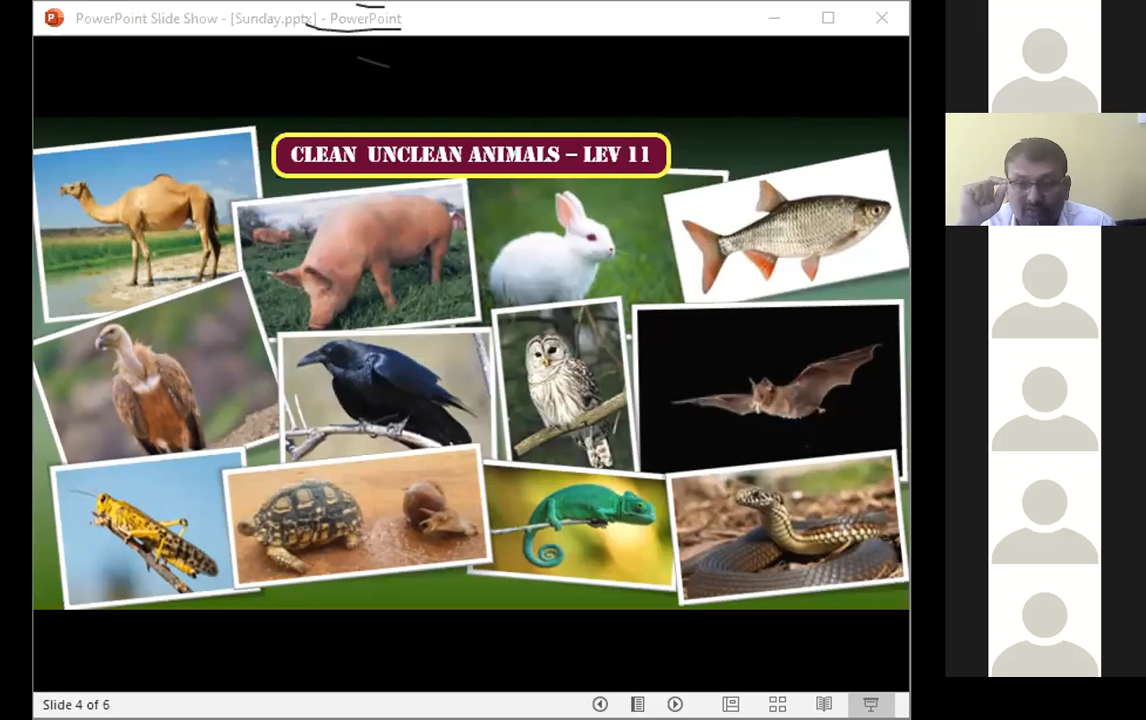 PowerPoint Slide Show - [Sunday.pptx] - PowerPoint
CLEAN UNCLEAN ANIMALS – LEV 11
Slide 4 of 6